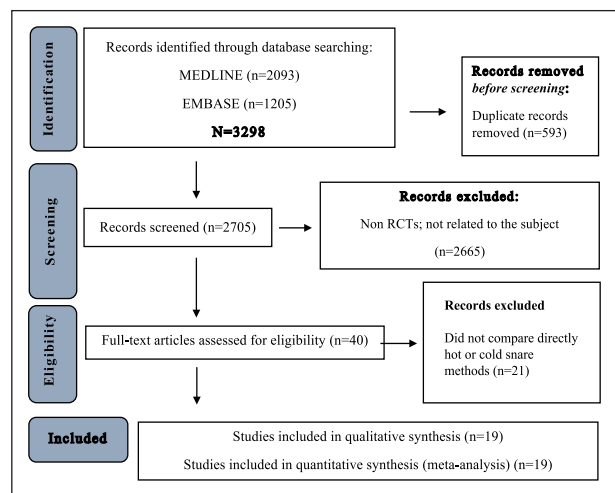 Identification
Records identified through database searching:
MEDLINE (n=2093)
EMBASE (n=1205)
N=3298
Records removed
before screening:
Duplicate records
removed (n=593)
Screening
Records screened (n=2705)
Records excluded:
Non RCTs; not related to the subject
(n=2665)
Eligibility
Full-text articles assessed for eligibility (n=40)
Records excluded
Did not compare directly
hot or cold snare
methods (n=21)
Included
Studies included in qualitative synthesis (n=19)
Studies included in quantitative synthesis (meta-analysis) (n=19)